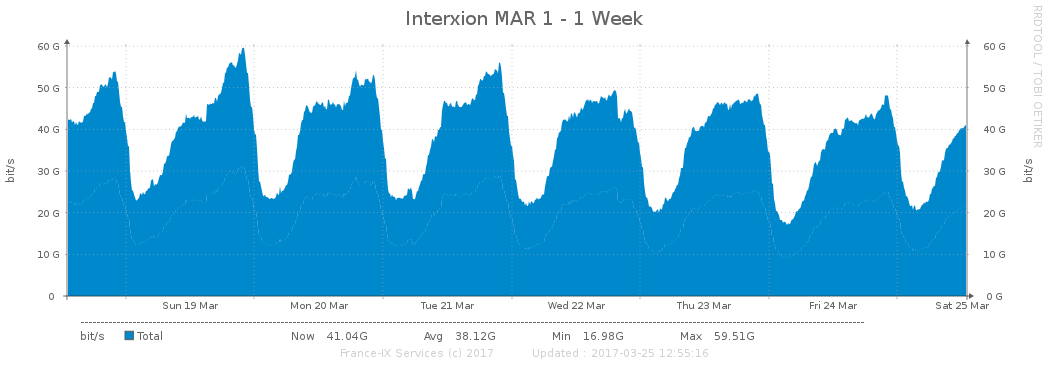 Interxion MAR 1 - 1 Week
RRDTOOL / TOBI OETIKER
bit/s
60 G
50 G
40 G
30 G
20 G
10 G
0
60 G
50 G
40 G
30 G
20 G
10 G
0 G
bit/s
Sun 19 Mar Mon 20 Mar Tue 21 Mar Wed 22 Mar Thu 23 Mar Fri 24 Mar Sat 25 Mar
bit/s Total Now 41.04G Avg 38.12G Min 16.98G Max 59.51G
France-IX Services (c) 2017 Updated : 2017-03-25 12:55:16